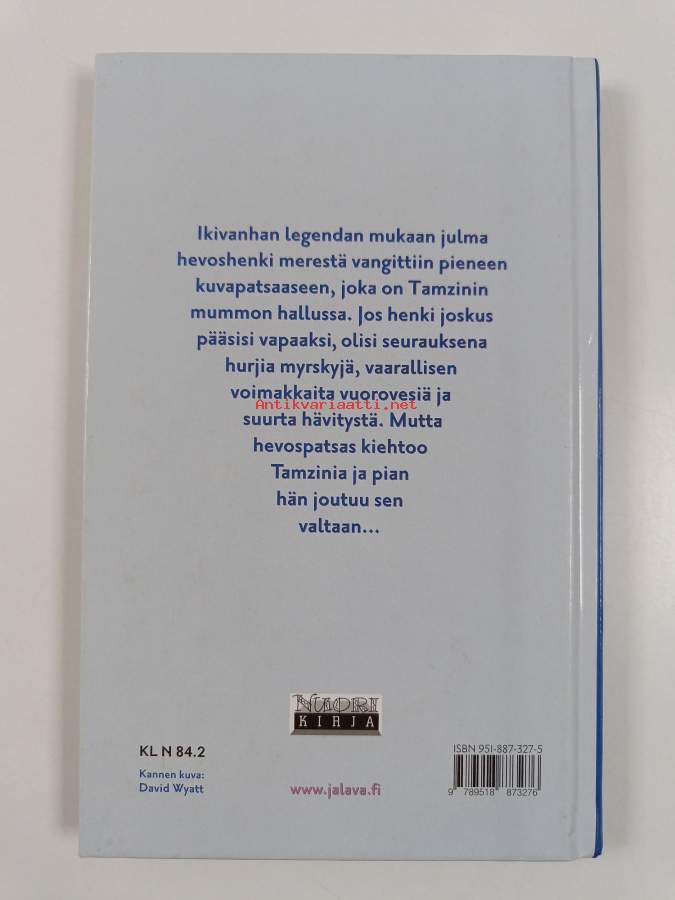 Ikivanhan legendan mukaan julma
hevoshenki merestä vangittiin pieneen
kuvapatsaaseen, joka on Tamzinin
mummon hallussa. Jos henki joskus
pääsisi vapaaksi, olisi seurauksena
hurjia myrskyjä, vaarallisen
voimakkaita vuorovesiä ja
Antikvariaatti.net
suurta hävitystä. Mutta
hevospatsas kiehtoo
Tamzinia ja pian
hän joutuu sen
valtaan...
NUORI
KIRJA
KL N 84.2
Kannen kuva:
David Wyatt
www.jalava.fi
ISBN 951-887-327-5
9 789518 873276